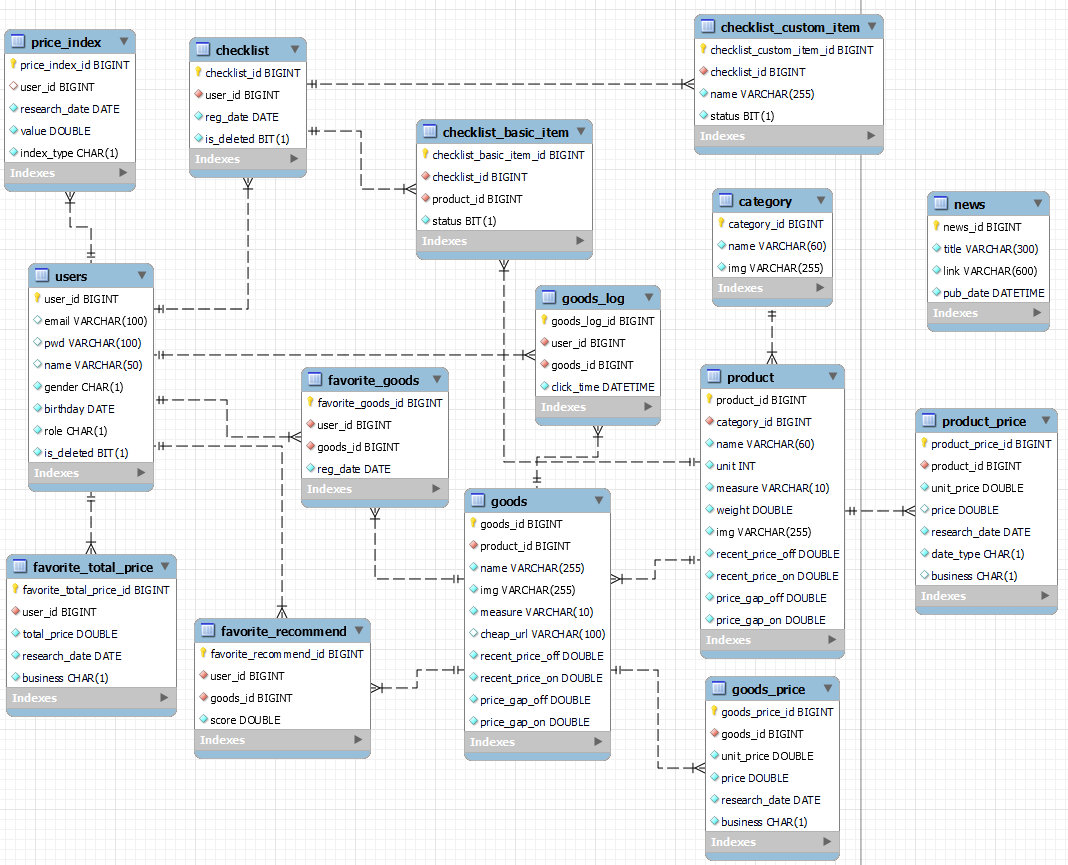 price_index
price_index_id BIGINT
user_id BIGINT
research_date DATE
value DOUBLE
index_type CHAR(1)
Indexes
checklist
checklist_id BIGINT
user_id BIGINT
reg_date DATE
is_deleted BIT(1)
Indexes
checklist_custom_item
checklist_custom_item_id BIGINT
checklist_id BIGINT
name VARCHAR(255)
status BIT(1)
Indexes
checklist_basic_item
checklist_basic_item_id BIGINT
checklist_id BIGINT
product_id BIGINT
status BIT(1)
Indexes
category
category_id BIGINT
name VARCHAR(60)
img VARCHAR(255)
Indexes
news
news_id BIGINT
title VARCHAR(300)
link VARCHAR(600)
pub_date DATETIME
Indexes
users
user_id BIGINT
email VARCHAR(100)
pwd VARCHAR(100)
name VARCHAR(50)
gender CHAR(1)
birthday DATE
role CHAR(1)
is_deleted BIT(1)
Indexes
goods_log
goods_log_id BIGINT
user_id BIGINT
goods_id BIGINT
click_time DATETIME
Indexes
favorite_goods
favorite_goods_id BIGINT
user_id BIGINT
goods_id BIGINT
reg_date DATE
Indexes
product
product_id BIGINT
category_id BIGINT
name VARCHAR(60)
unit INT
measure VARCHAR(10)
weight DOUBLE
img VARCHAR(255)
recent_price_off DOUBLE
recent_price_on DOUBLE
price_gap_off DOUBLE
price_gap_on DOUBLE
Indexes
product_price
product_price_id BIGINT
product_id BIGINT
unit_price DOUBLE
price DOUBLE
research_date DATE
date_type CHAR(1)
business CHAR(1)
Indexes
goods
goods_id BIGINT
product_id BIGINT
name VARCHAR(255)
img VARCHAR(255)
measure VARCHAR(10)
cheap_url VARCHAR(100)
recent_price_off DOUBLE
recent_price_on DOUBLE
price_gap_off DOUBLE
price_gap_on DOUBLE
Indexes
favorite_total_price
favorite_total_price_id BIGINT
user_id BIGINT
total_price DOUBLE
research_date DATE
business CHAR(1)
Indexes
favorite_recommend
favorite_recommend_id BIGINT
user_id BIGINT
goods_id BIGINT
score DOUBLE
Indexes
goods_price
goods_price_id BIGINT
goods_id BIGINT
unit_price DOUBLE
price DOUBLE
research_date DATE
business CHAR(1)
Indexes